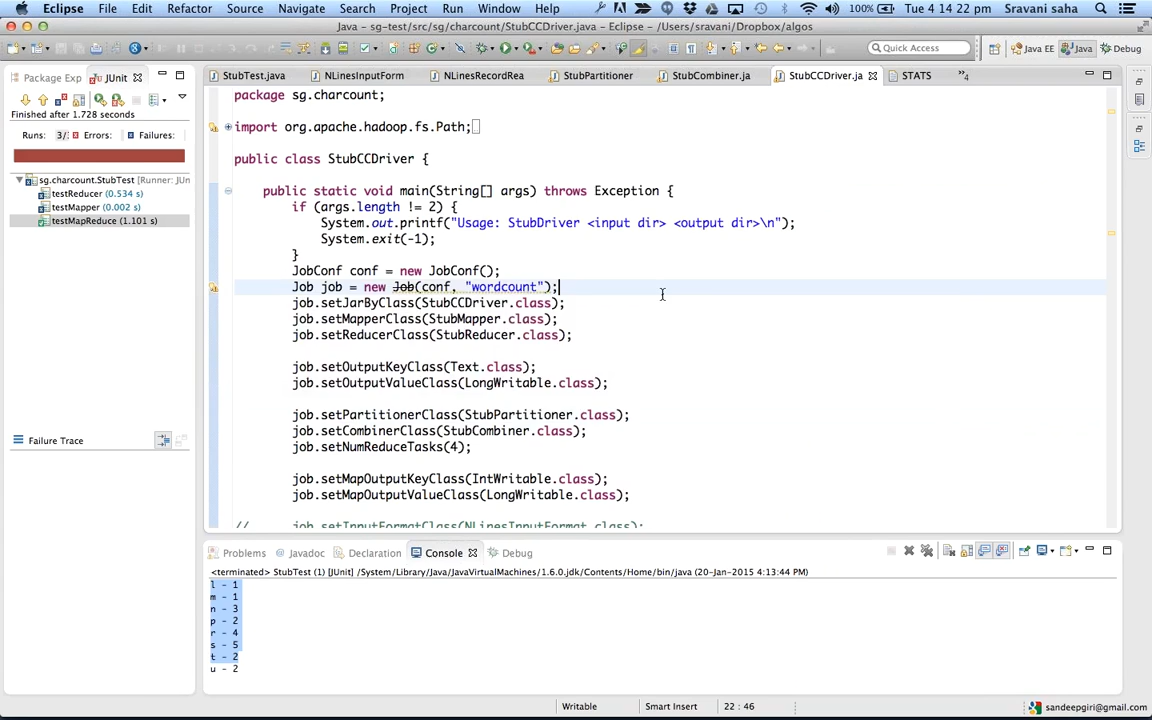 Eclipse File Edit Refactor Source Navigate Search Project Run Window Help 100% Tue 4 14 22 pm Sravani saha
Java - sg-test/src/sg/charcount/StubCCDriver.java - Eclipse - /Users/sravani/Dropbox/algos
Quick Access Java EE Java Debug
Package Exp JUnit
StubTest.java NLinesInputForm NLinesRecordRea StubPartitioner StubCombiner.ja StubCCDriver.ja STATS »4
Finished after 1.728 seconds
Runs: 3/: Errors: Failures:
sg.charcount.StubTest [Runner: JUn
testReducer (0.534 s)
testMapper (0.002 s)
testMapReduce (1.101 s)
Failure Trace
package sg.charcount;
import org.apache.hadoop.fs.Path;
public class StubCCDriver {
public static void main(String[] args) throws Exception {
if (args.length != 2) {
System.out.printf("Usage: StubDriver <input dir> <output dir>\n");
System.exit(-1);
}
JobConf conf = new JobConf();
Job job = new Job(conf, "wordcount");
job.setJarByClass(StubCCDriver.class);
job.setMapperClass(StubMapper.class);
job.setReducerClass(StubReducer.class);
job.setOutputKeyClass(Text.class);
job.setOutputValueClass(LongWritable.class);
job.setPartitionerClass(StubPartitioner.class);
job.setCombinerClass(StubCombiner.class);
job.setNumReduceTasks(4);
job.setMapOutputKeyClass(IntWritable.class);
job.setMapOutputValueClass(LongWritable.class);
// job.setInputFormatClass(NLinesInputFormat.class);
Problems @ Javadoc Declaration Console Debug
<terminated> StubTest (1) [JUnit] /System/Library/Java/JavaVirtualMachines/1.6.0.jdk/Contents/Home/bin/java (20-Jan-2015 4:13:44 PM)
l - 1
m - 1
n - 3
p - 2
r - 4
s - 5
t - 2
u - 2
Writable Smart Insert 22 : 46 sandeepgiri@gmail.com